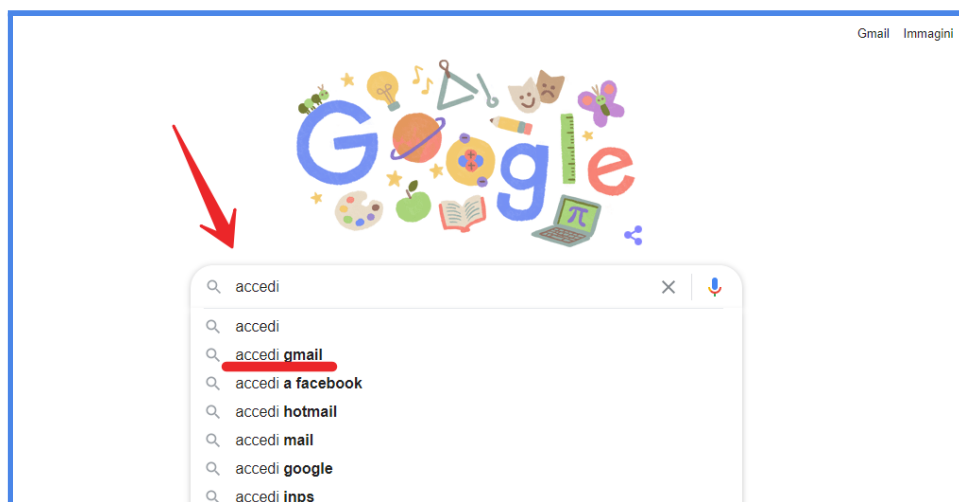 Gmail Immagini
Google
π
accedi
accedi
accedi gmail
accedi a facebook
accedi hotmail
accedi mail
accedi google
accedi inps